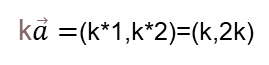 ka⃗ =(k*1,k*2)=(k,2k)